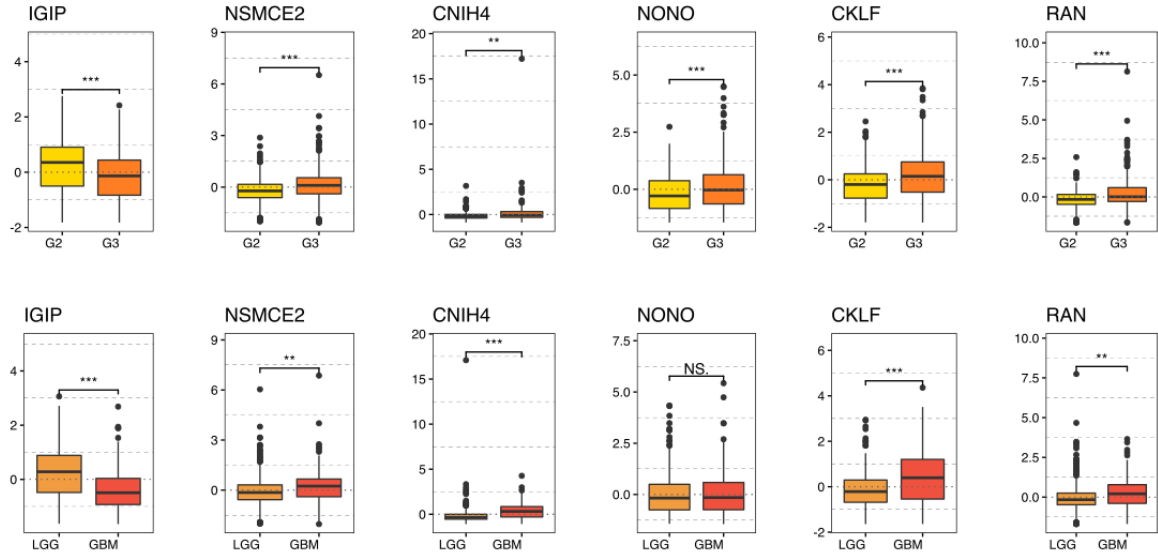 IGIP NSMCE2 CNIH4 NONO CKLF RAN
4 2 0 -2 *** G2 G3
9 6 3 0 *** G2 G3
20 15 10 5 0 ** G2 G3
5.0 2.5 0.0 *** G2 G3
6 4 2 0 -2 *** G2 G3
10.0 7.5 5.0 2.5 0.0 *** G2 G3
IGIP NSMCE2 CNIH4 NONO CKLF RAN
4 2 0 *** LGG GBM
9 6 3 0 ** LGG GBM
20 15 10 5 0 *** LGG GBM
7.5 5.0 2.5 0.0 NS. LGG GBM
6 4 2 0 -2 *** LGG GBM
10.0 7.5 5.0 2.5 0.0 ** LGG GBM